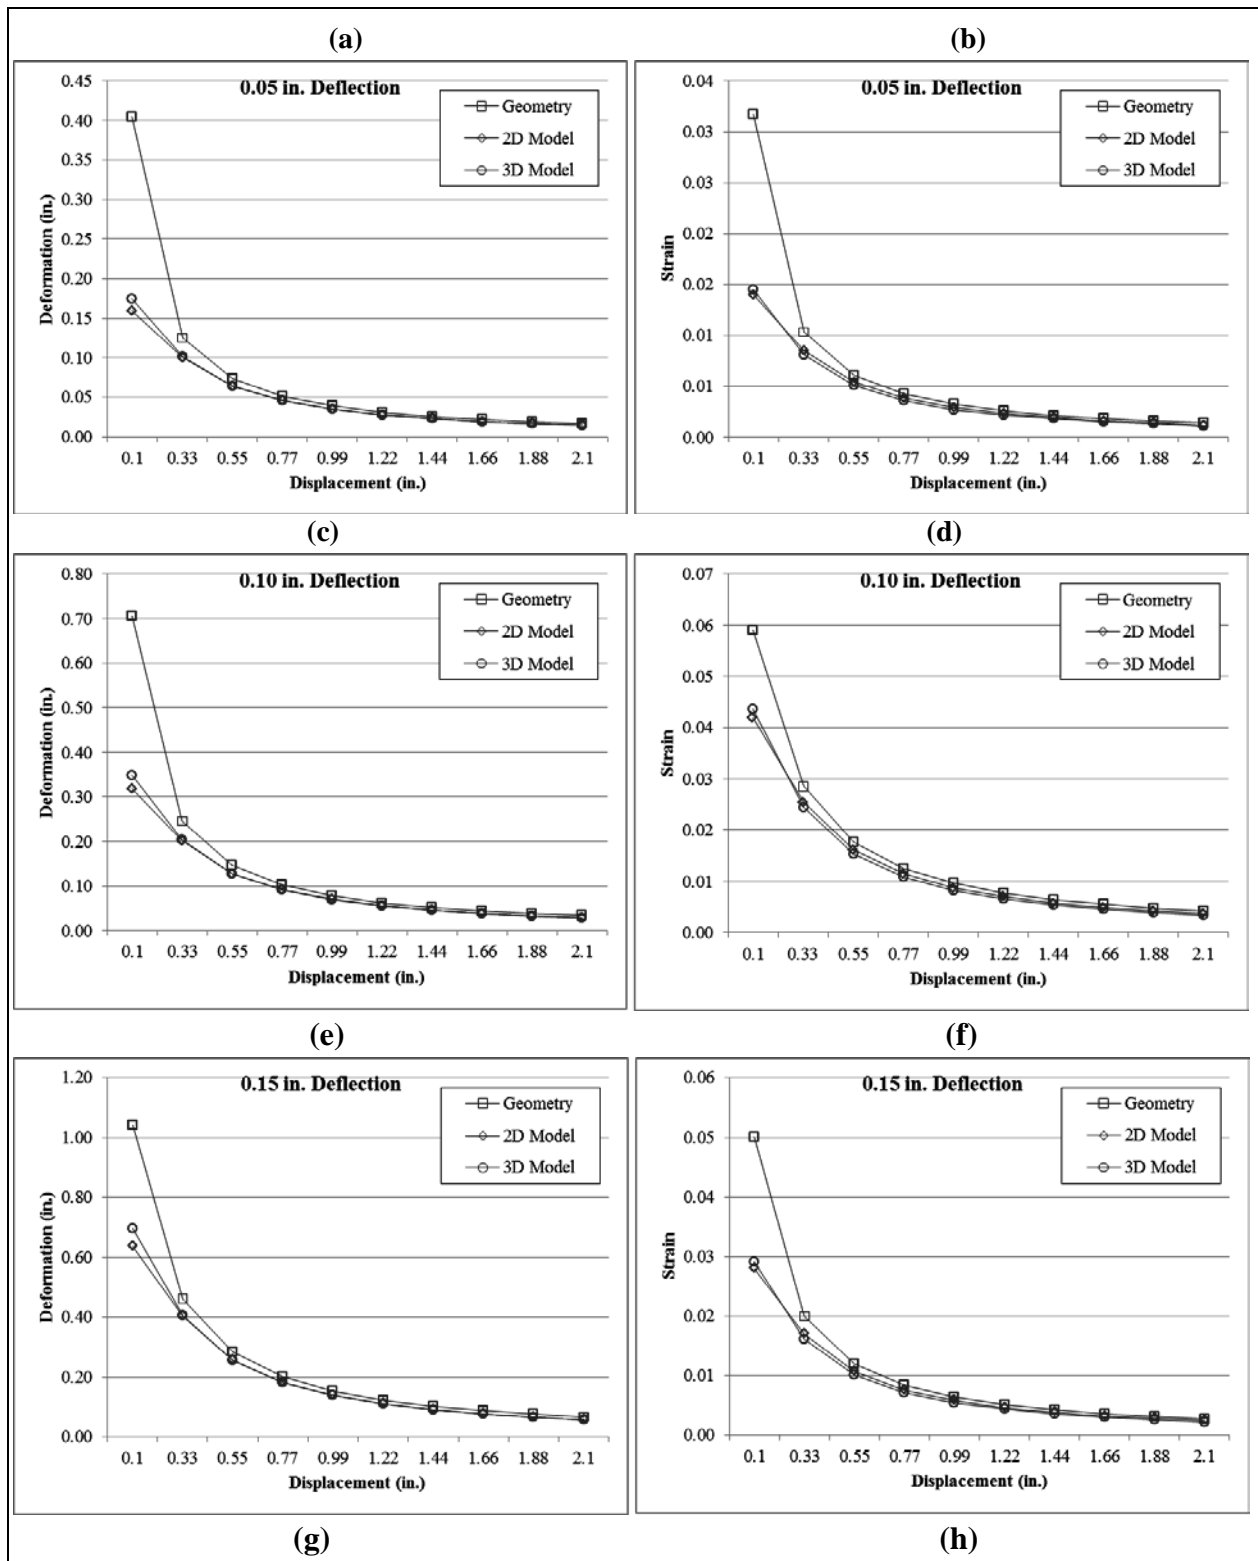 (a) (b)
0.05 in. Deflection
0.45
0.40
0.35
0.30
0.25
0.20
0.15
0.10
0.05
0.00
Deformation (in.)
Geometry
2D Model
3D Model
0.1 0.33 0.55 0.77 0.99 1.22 1.44 1.66 1.88 2.1
Displacement (in.)
0.05 in. Deflection
0.04
0.03
0.03
0.02
0.02
0.01
0.01
0.00
Strain
Geometry
2D Model
3D Model
0.1 0.33 0.55 0.77 0.99 1.22 1.44 1.66 1.88 2.1
Displacement (in.)
(c) (d)
0.10 in. Deflection
0.80
0.70
0.60
0.50
0.40
0.30
0.20
0.10
0.00
Deformation (in.)
Geometry
2D Model
3D Model
0.1 0.33 0.55 0.77 0.99 1.22 1.44 1.66 1.88 2.1
Displacement (in.)
0.10 in. Deflection
0.07
0.06
0.05
0.04
0.03
0.02
0.01
0.00
Strain
Geometry
2D Model
3D Model
0.1 0.33 0.55 0.77 0.99 1.22 1.44 1.66 1.88 2.1
Displacement (in.)
(e) (f)
0.15 in. Deflection
1.20
1.00
0.80
0.60
0.40
0.20
0.00
Deformation (in.)
Geometry
2D Model
3D Model
0.1 0.33 0.55 0.77 0.99 1.22 1.44 1.66 1.88 2.1
Displacement (in.)
0.15 in. Deflection
0.06
0.05
0.04
0.03
0.02
0.01
0.00
Strain
Geometry
2D Model
3D Model
0.1 0.33 0.55 0.77 0.99 1.22 1.44 1.66 1.88 2.1
Displacement (in.)
(g) (h)